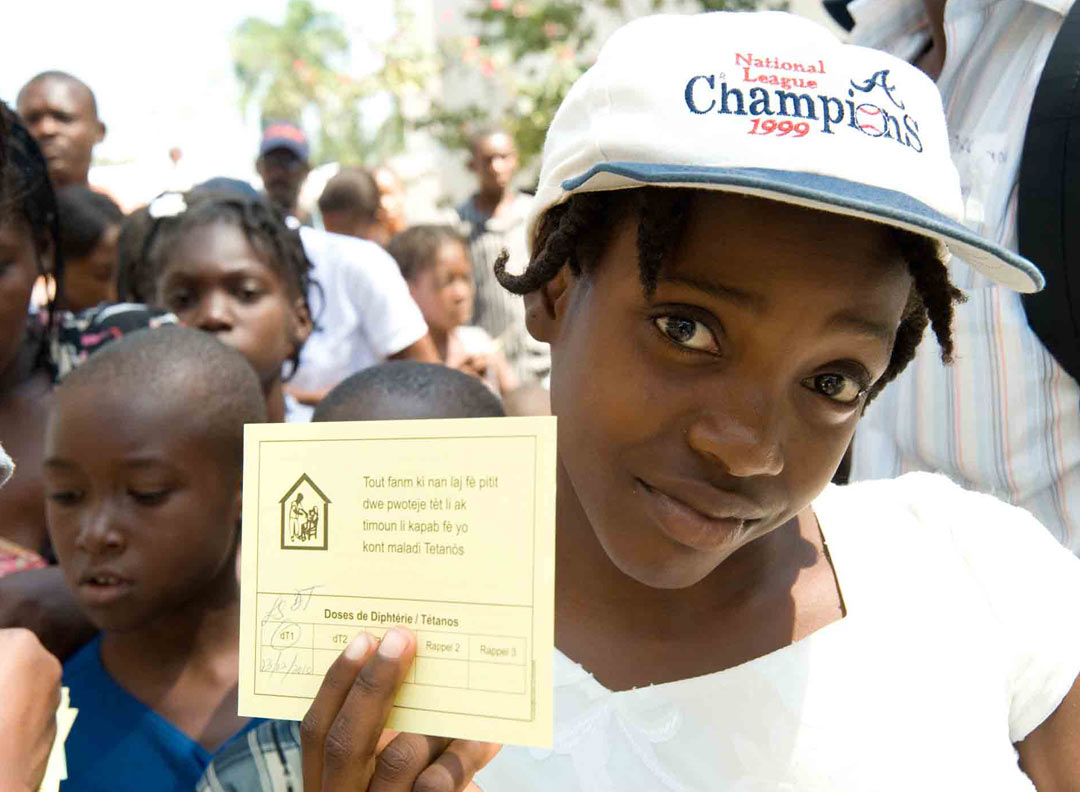 National
League
Champions
A
1999
Tout fanm ki nan laj fè pitit
dwe pwoteje tèt li ak
timoun li kapab fè yo
kont maladi Tetanòs
DT
Doses de Diphtérie / Tétanos
dT1 dT2 Rappel 2 Rappel 3